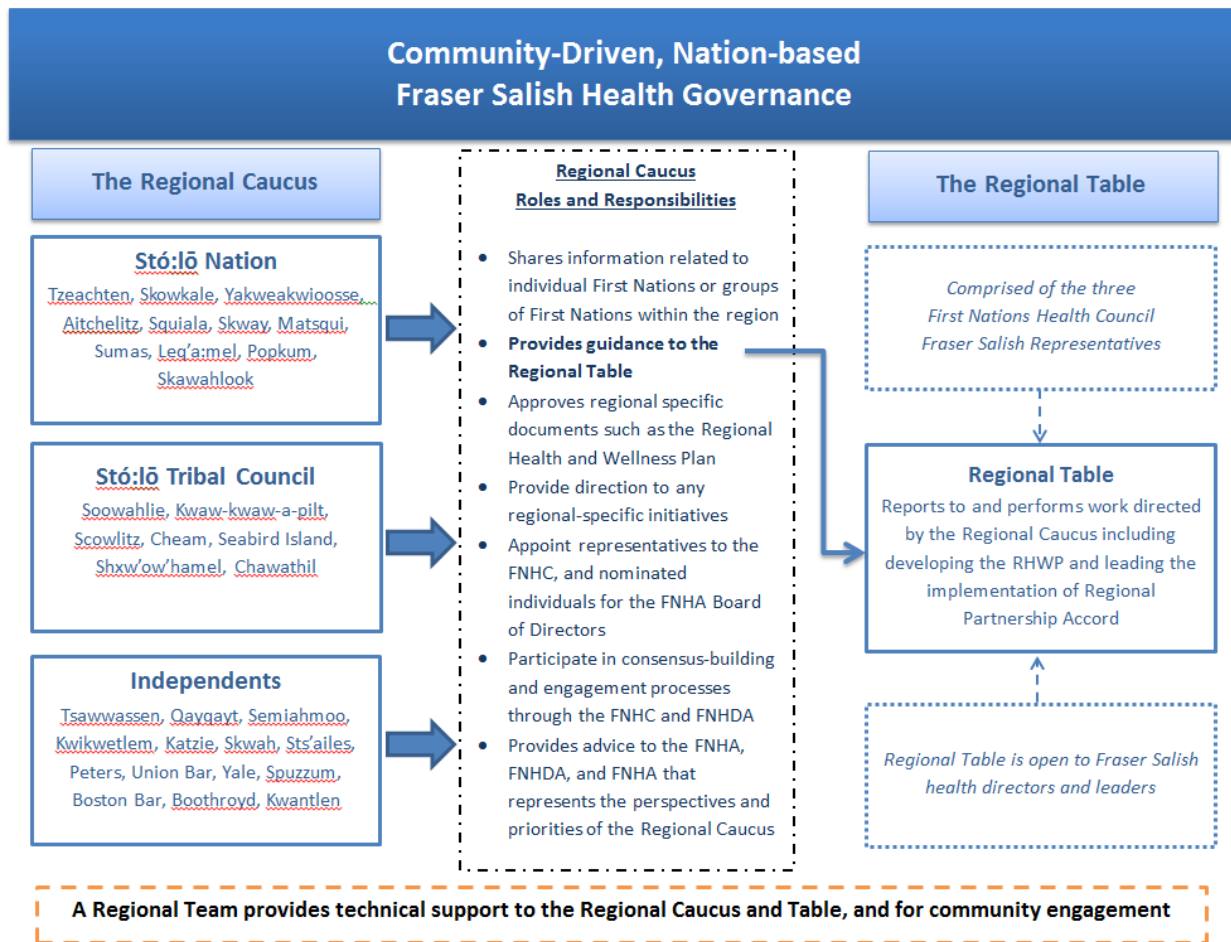 Community-Driven, Nation-based
Fraser Salish Health Governance
The Regional Caucus
Stó:lō Nation
Tzeachten, Skowkale, Yakweakwioosse,
Aitchelitz, Squiala, Skway, Matsqui,
Sumas, Leq'a:mel, Popkum,
Skawahlook
Stó:lō Tribal Council
Soowahlie, Kwaw-kwaw-a-pilt,
Scowlitz, Cheam, Seabird Island,
Shxw'ow'hamel, Chawathil
Independents
Tsawwassen, Qayqayt, Semiahmoo,
Kwikwetlem, Katzie, Skwah, Sts'ailes,
Peters, Union Bar, Yale, Spuzzum,
Boston Bar, Boothroyd, Kwantlen
Regional Caucus
Roles and Responsibilities
• Shares information related to
individual First Nations or groups
of First Nations within the region
• Provides guidance to the
Regional Table
• Approves regional specific
documents such as the Regional
Health and Wellness Plan
• Provide direction to any
regional-specific initiatives
• Appoint representatives to the
FNHC, and nominated
individuals for the FNHA Board
of Directors
• Participate in consensus-building
and engagement processes
through the FNHC and FNHDA
• Provides advice to the FNHA,
FNHDA, and FNHA that
represents the perspectives and
priorities of the Regional Caucus
The Regional Table
Comprised of the three
First Nations Health Council
Fraser Salish Representatives
Regional Table
Reports to and performs work directed
by the Regional Caucus including
developing the RHWP and leading the
implementation of Regional
Partnership Accord
Regional Table is open to Fraser Salish
health directors and leaders
A Regional Team provides technical support to the Regional Caucus and Table, and for community engagement